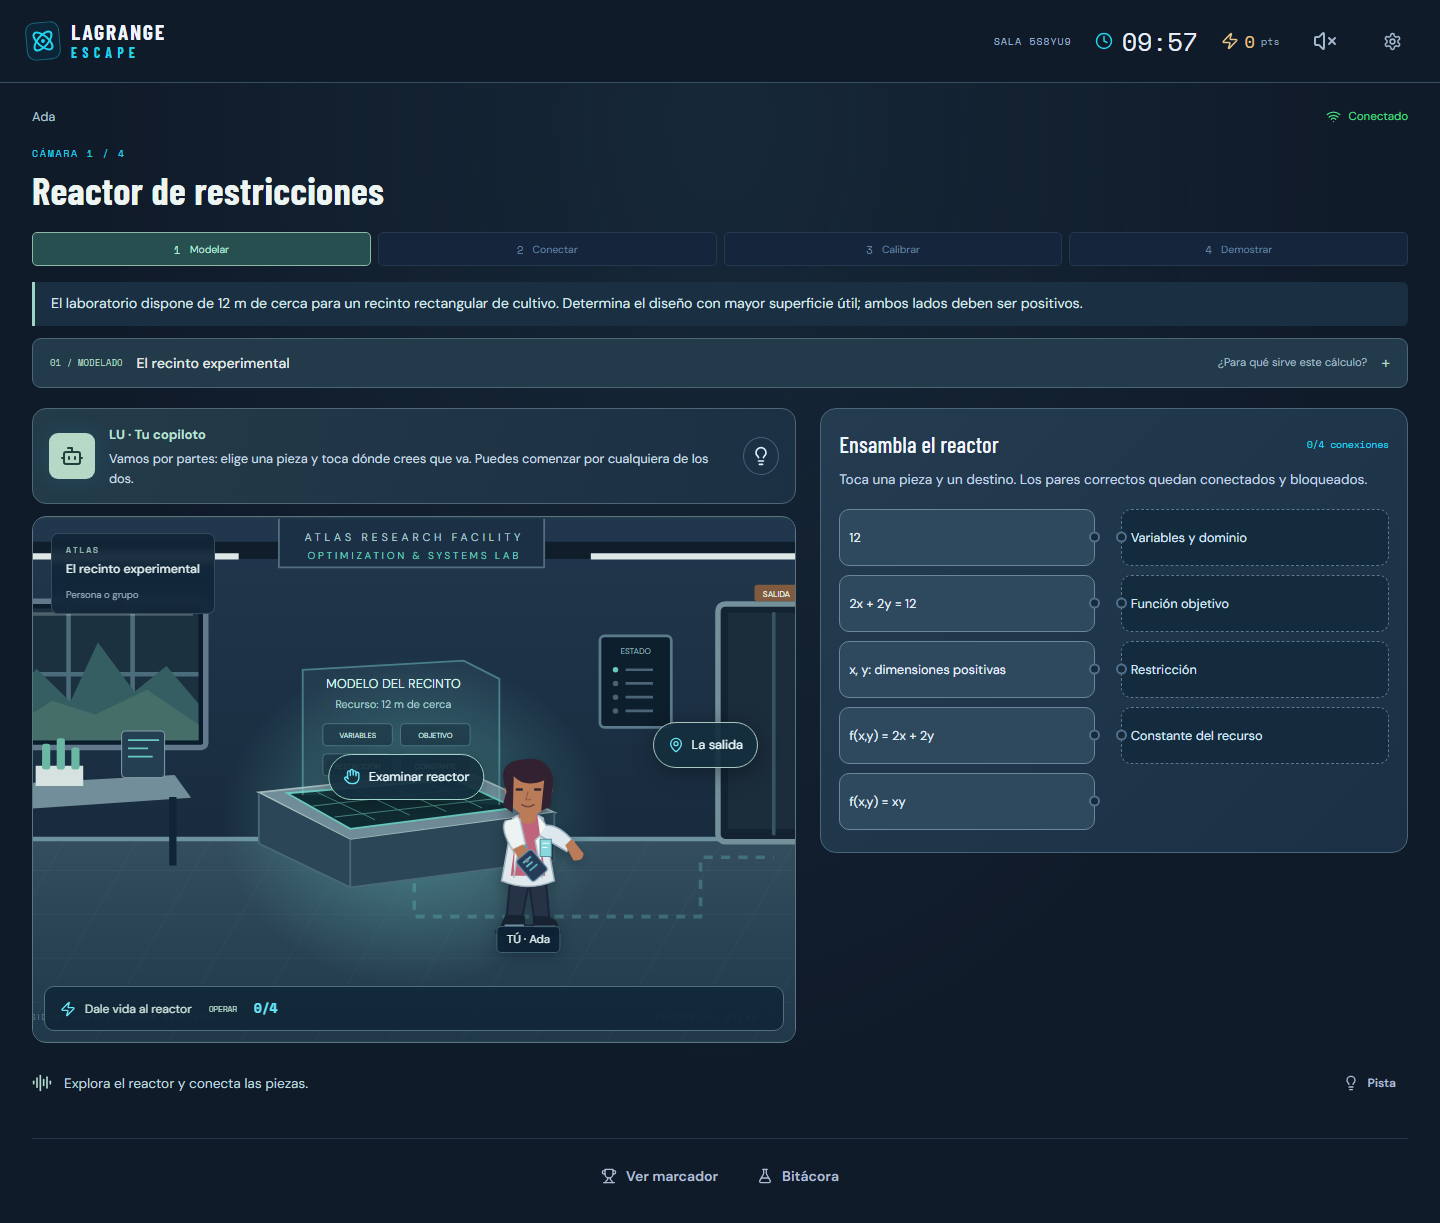 LAGRANGE
ESCAPE
SALA 5S8YU9
09:57
0 pts
Ada
Conectado
CÁMARA 1 / 4
Reactor de restricciones
1 Modelar
2 Conectar
3 Calibrar
4 Demostrar
El laboratorio dispone de 12 m de cerca para un recinto rectangular de cultivo. Determina el diseño con mayor superficie útil; ambos lados deben ser positivos.
01 / MODELADO El recinto experimental
¿Para qué sirve este cálculo? +
LU · Tu copiloto
Vamos por partes: elige una pieza y toca dónde crees que va. Puedes comenzar por cualquiera de los
dos.
ATLAS RESEARCH FACILITY
OPTIMIZATION & SYSTEMS LAB
ATLAS
El recinto experimental
Persona o grupo
SALIDA
ESTADO
MODELO DEL RECINTO
Recurso: 12 m de cerca
VARIABLES
OBJETIVO
Examinar reactor
La salida
TÚ · Ada
Dale vida al reactor OPERAR 0/4
Ensambla el reactor
0/4 conexiones
Toca una pieza y un destino. Los pares correctos quedan conectados y bloqueados.
12
Variables y dominio
2x + 2y = 12
Función objetivo
x, y: dimensiones positivas
Restricción
f(x,y) = 2x + 2y
Constante del recurso
f(x,y) = xy
Explora el reactor y conecta las piezas.
Pista
Ver marcador
Bitácora